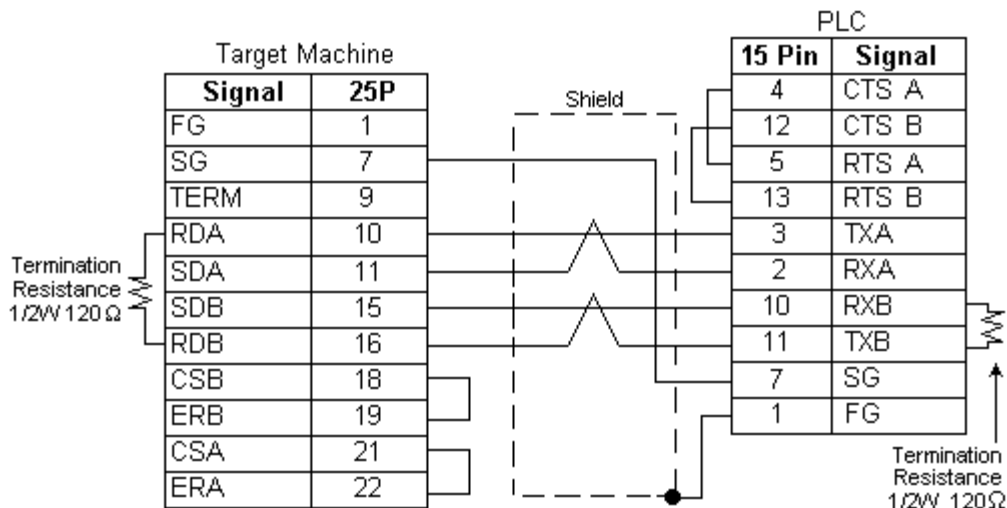 PLC
Target Machine
15 Pin Signal
Signal 25P
4 CTS A
Shield
FG 1
12 CTS B
SG 7
5 RTS A
TERM 9
13 RTS B
RDA 10
3 TXA
SDA 11
2 RXA
Termination
Resistance
1/2W 120Ω
SDB 15
10 RXB
RDB 16
11 TXB
CSB 18
7 SG
ERB 19
1 FG
CSA 21
ERA 22
Termination
Resistance
1/2W 120Ω